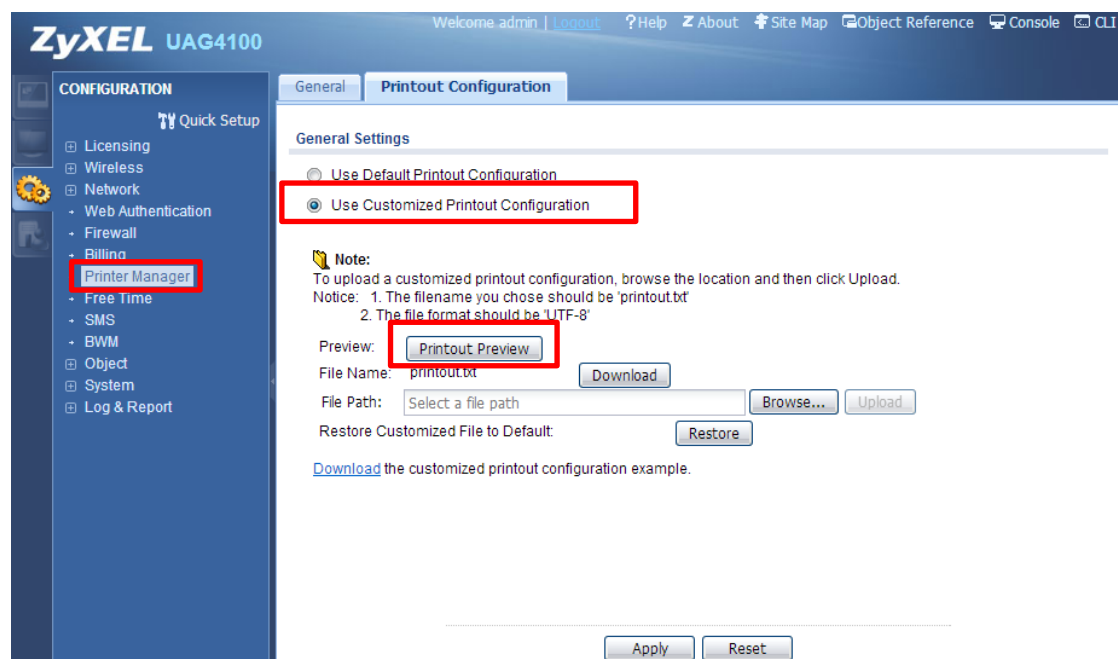 Welcome admin | Logout ?Help Z About Site Map Object Reference Console CLI
ZyXEL UAG4100
CONFIGURATION
Quick Setup
Licensing
Wireless
Network
Web Authentication
Firewall
Billing
Printer Manager
Free Time
SMS
BWM
Object
System
Log & Report
General Printout Configuration
General Settings
Use Default Printout Configuration
Use Customized Printout Configuration
Note:
To upload a customized printout configuration, browse the location and then click Upload.
Notice: 1. The filename you chose should be 'printout.txt'
2. The file format should be 'UTF-8'
Preview: Printout Preview
File Name: printout.txt Download
File Path: Select a file path Browse... Upload
Restore Customized File to Default: Restore
Download the customized printout configuration example.
Apply Reset